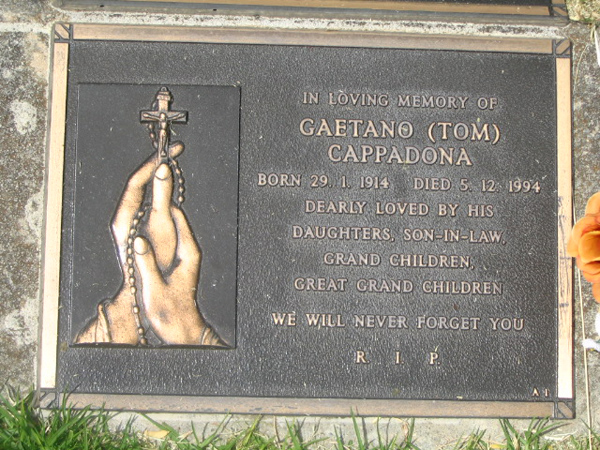 IN LOVING MEMORY OF
GAETANO (TOM)
CAPPADONA
BORN 29. 1. 1914 DIED 5. 12. 1994
DEARLY LOVED BY HIS
DAUGHTERS, SON-IN-LAW,
GRAND CHILDREN,
GREAT GRAND CHILDREN
WE WILL NEVER FORGET YOU
R. I. P.